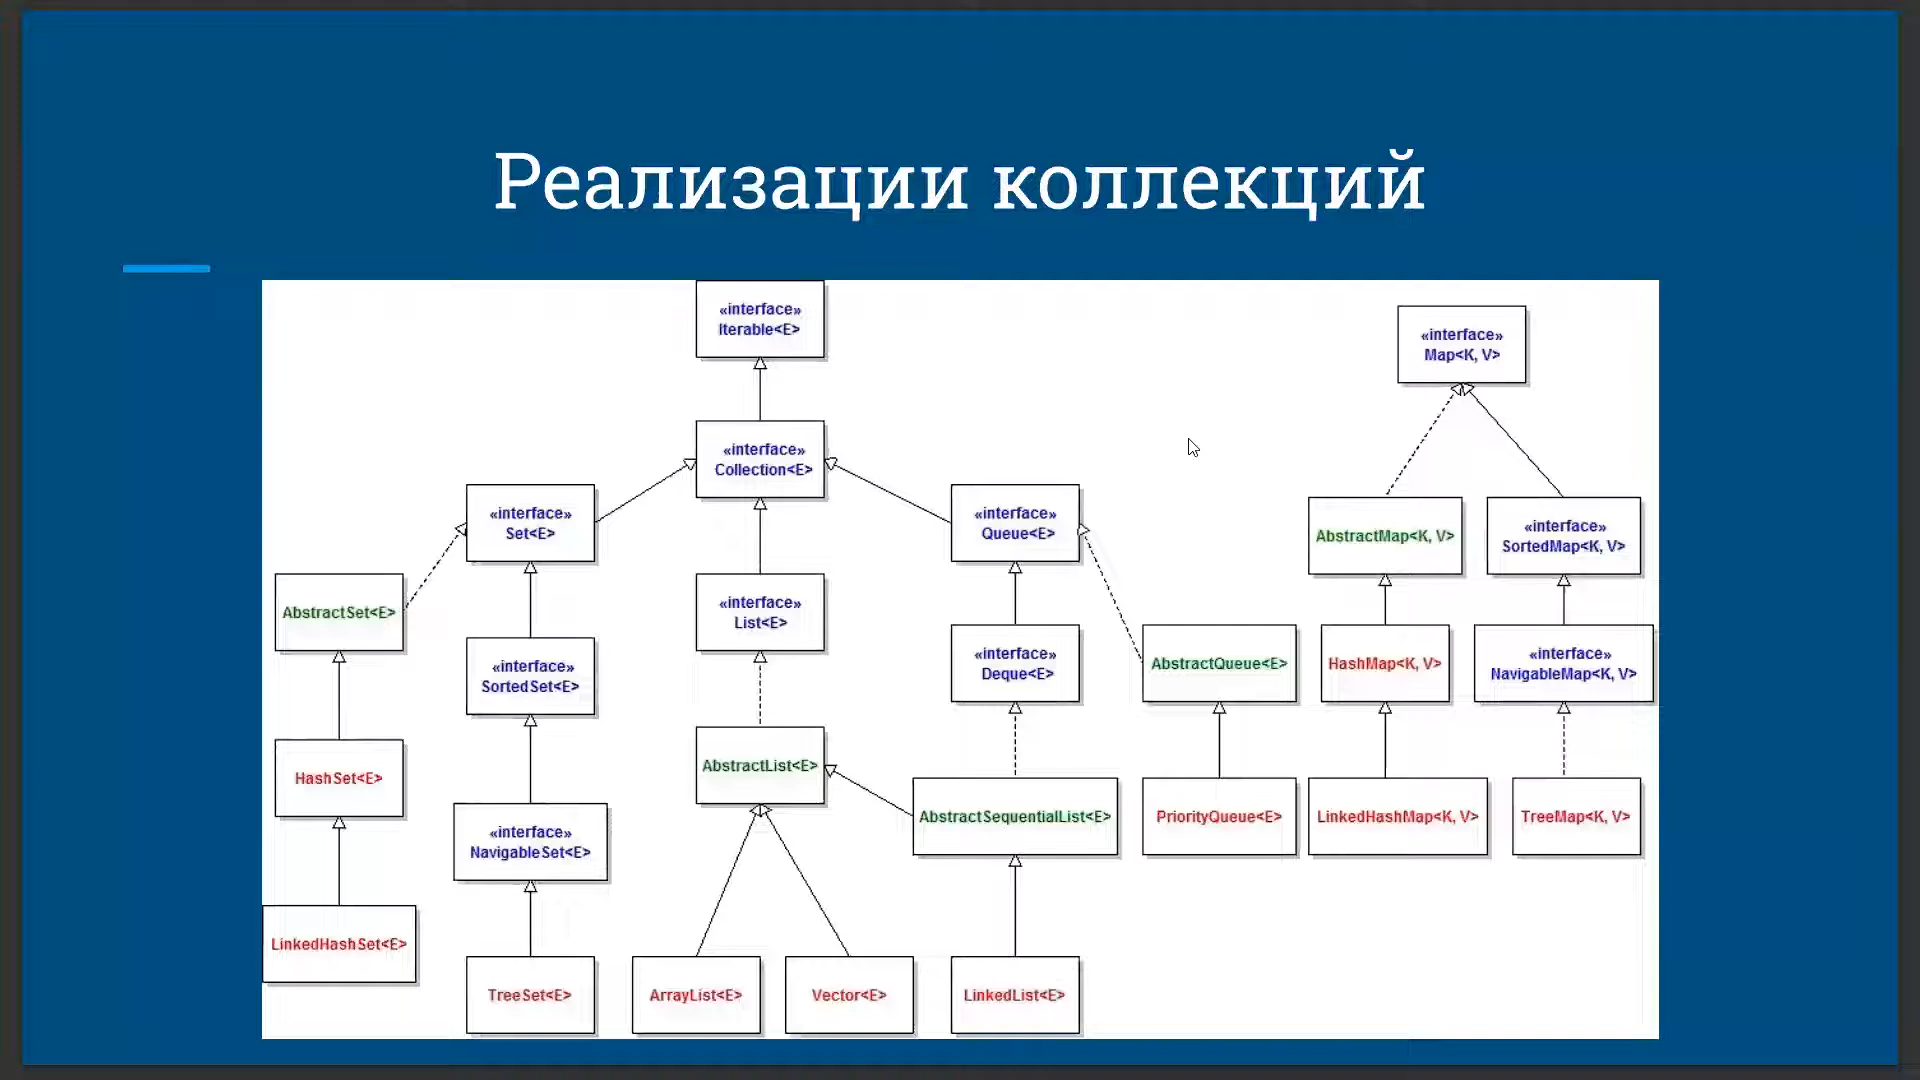 Реализации коллекций
«interface»
Iterable<E>
«interface»
Map<K, V>
«interface»
Collection<E>
«interface»
Set<E>
«interface»
Queue<E>
AbstractMap<K, V>
«interface»
SortedMap<K, V>
AbstractSet<E>
«interface»
List<E>
«interface»
SortedSet<E>
«interface»
Deque<E>
AbstractQueue<E>
HashMap<K, V>
«interface»
NavigableMap<K, V>
HashSet<E>
AbstractList<E>
«interface»
NavigableSet<E>
AbstractSequentialList<E>
PriorityQueue<E>
LinkedHashMap<K, V>
TreeMap<K, V>
LinkedHashSet<E>
TreeSet<E>
ArrayList<E>
Vector<E>
LinkedList<E>